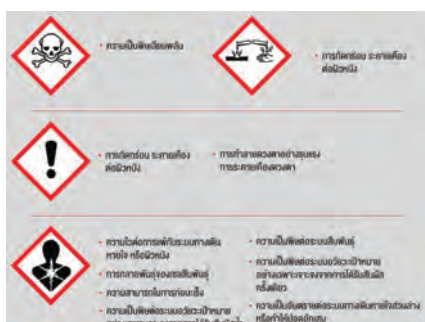 • ความเป็นพิษเฉียบพลัน
• การกัดกร่อน ระคายเคือง
ต่อผิวหนัง
• การกัดกร่อน ระคายเคือง
ต่อผิวหนัง
• การทำลายดวงตาอย่างรุนแรง
การระคายเคืองดวงตา
• ความไวต่อการแพ้กับระบบทางเดิน
หายใจ หรือผิวหนัง
• การกลายพันธุ์ของเซลสืบพันธุ์
• ความสามารถในการก่อมะเร็ง
• ความเป็นพิษต่อระบบอวัยวะเป้าหมาย
• ความเป็นพิษต่อระบบสืบพันธุ์
• ความเป็นพิษต่อระบบอวัยวะเป้าหมาย
อย่างเฉพาะเจาะจงจากการได้รับสัมผัส
ครั้งเดียว
• ความเป็นอันตรายต่อระบบทางเดินหายใจส่วนล่าง
หรือทำให้ปอดอักเสบ